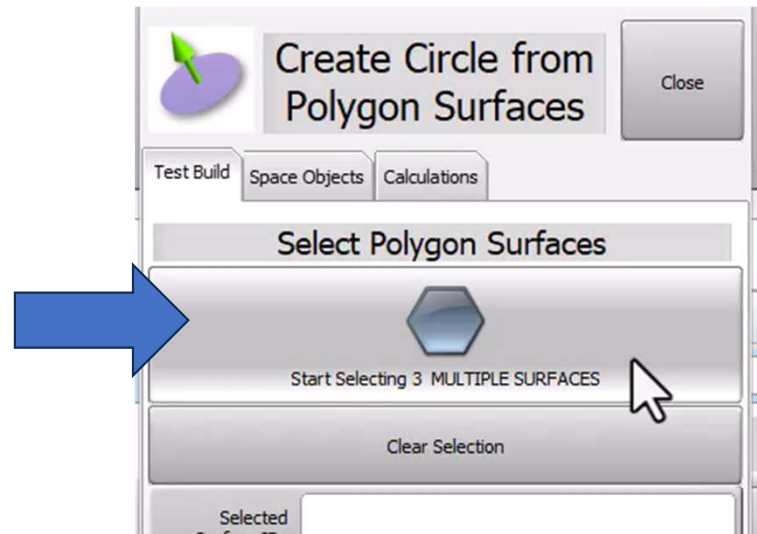 Create Circle from
Polygon Surfaces
Close
Test Build
Space Objects
Calculations
Select Polygon Surfaces
Start Selecting 3 MULTIPLE SURFACES
Clear Selection
Selected